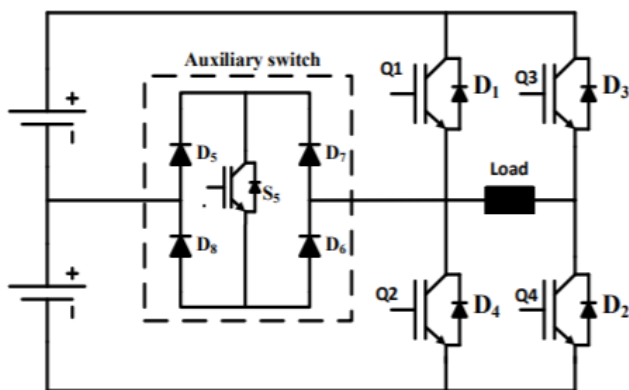 Auxiliary switch
Q1
D1
Q3
D3
+
D5
D7
S5
Load
D8
D6
+
Q2
D4
Q4
D2